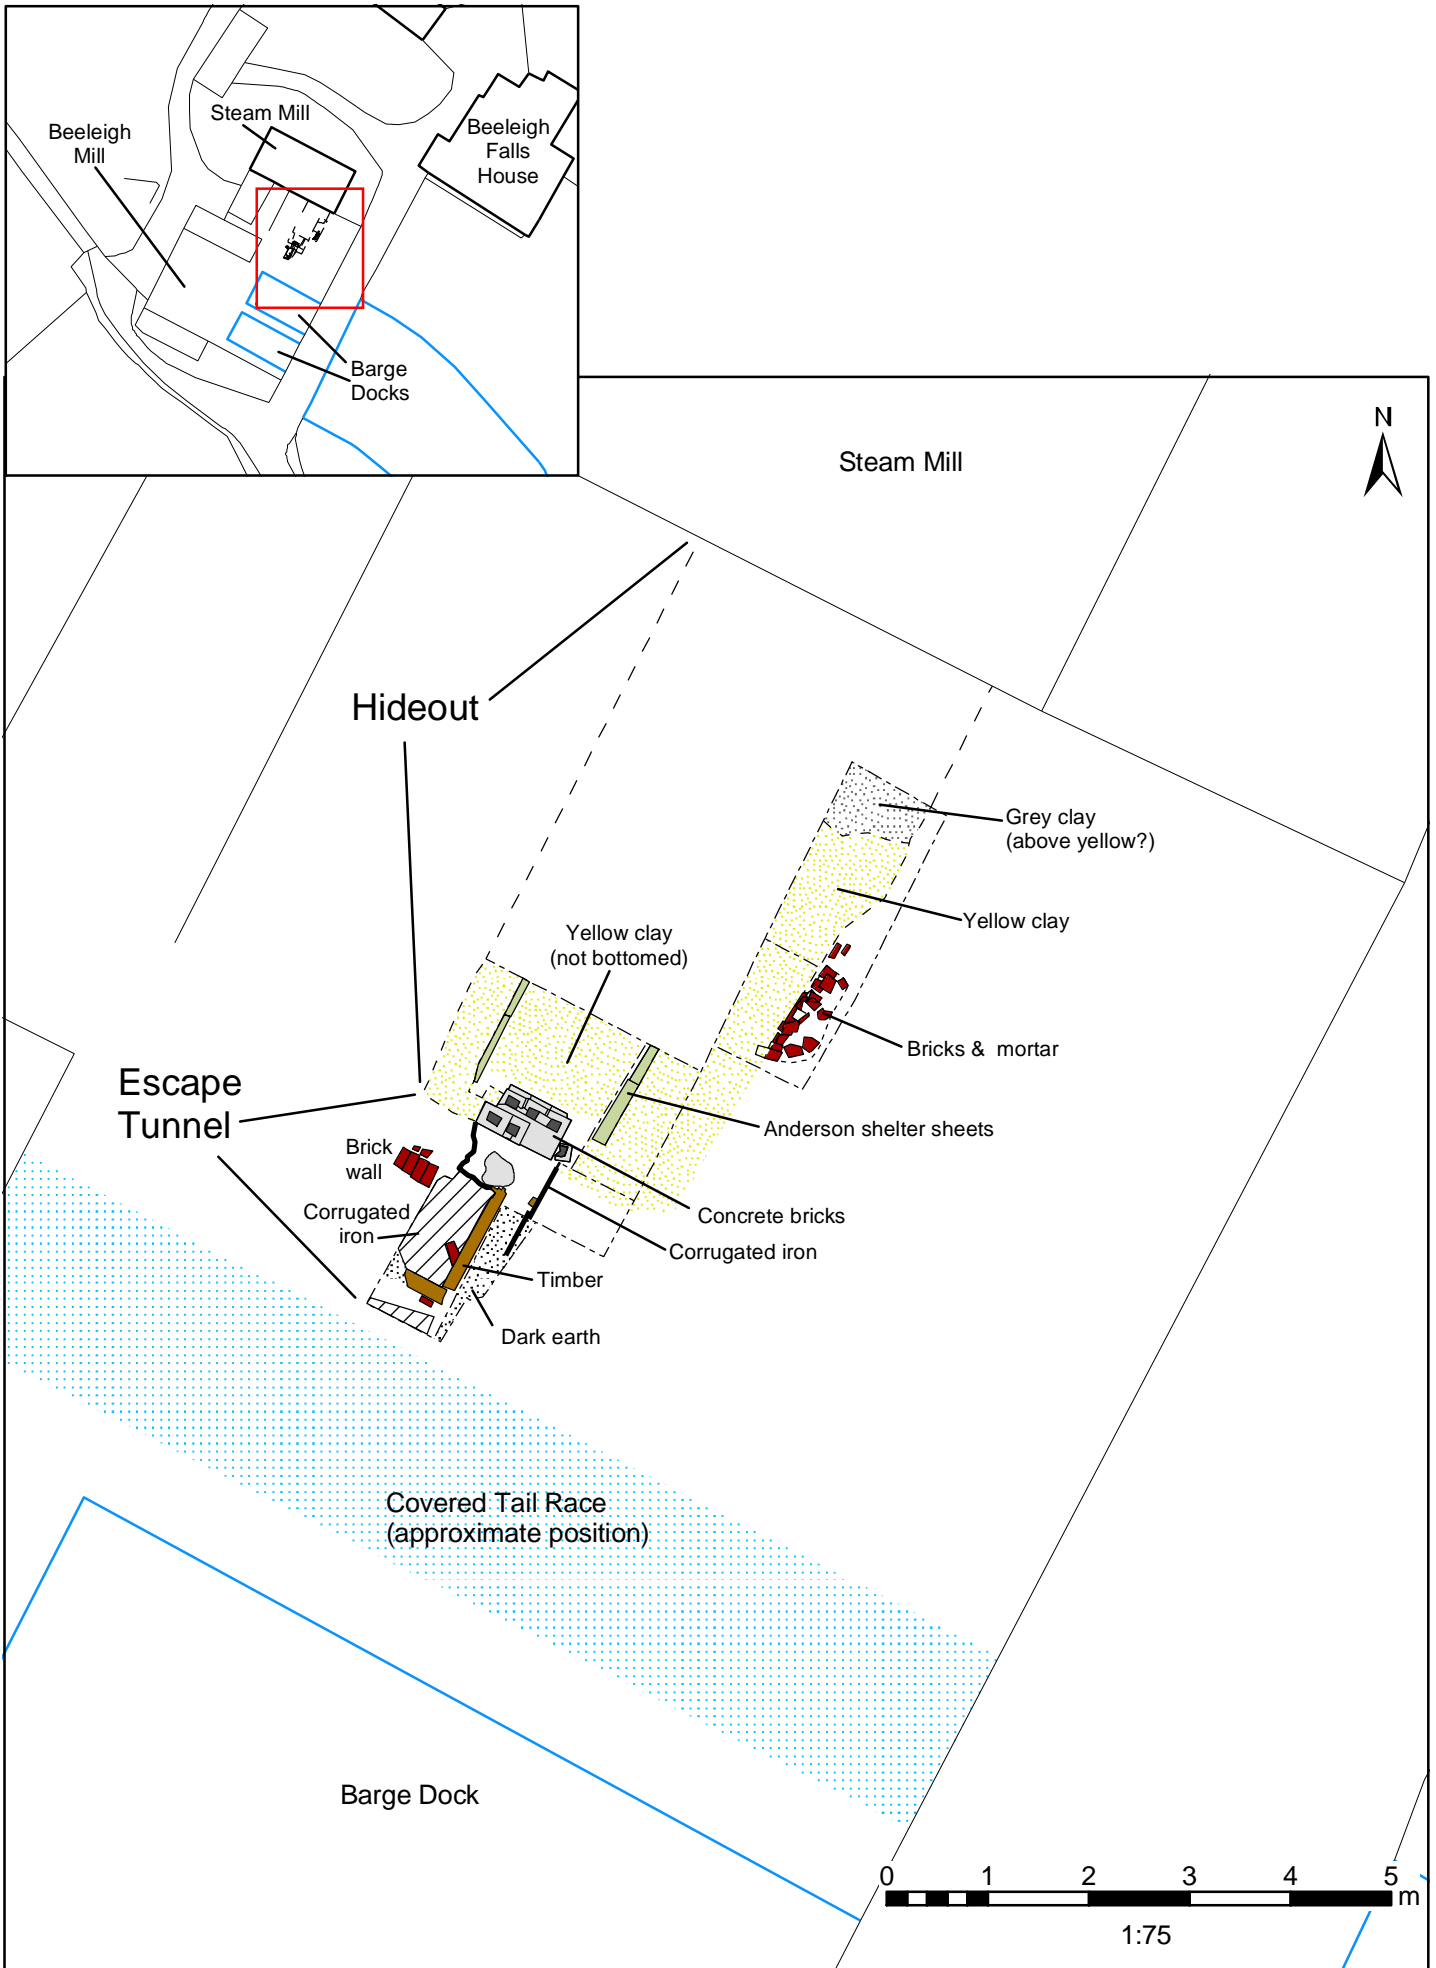 Steam Mill
Beeleigh
Mill
Beeleigh
Falls
House
Barge
Docks
N
Steam Mill
Hideout
Grey clay
(above yellow?)
Yellow clay
Yellow clay
(not bottomed)
Bricks & mortar
Escape
Tunnel
Anderson shelter sheets
Brick
wall
Corrugated
iron
Concrete bricks
Corrugated iron
Timber
Dark earth
Covered Tail Race
(approximate position)
Barge Dock
0 1 2 3 4 5
m
1:75